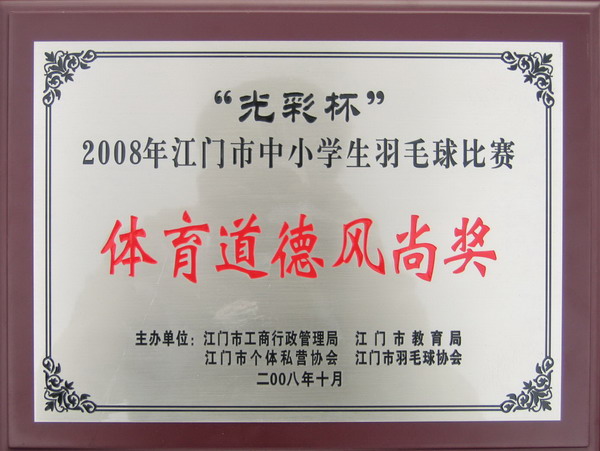 “光彩杯”
2008年江门市中小学生羽毛球比赛
体育道德风尚奖
主办单位：江门市工商行政管理局 江门市教育局
江门市个体私营协会 江门市羽毛球协会
二00八年十月